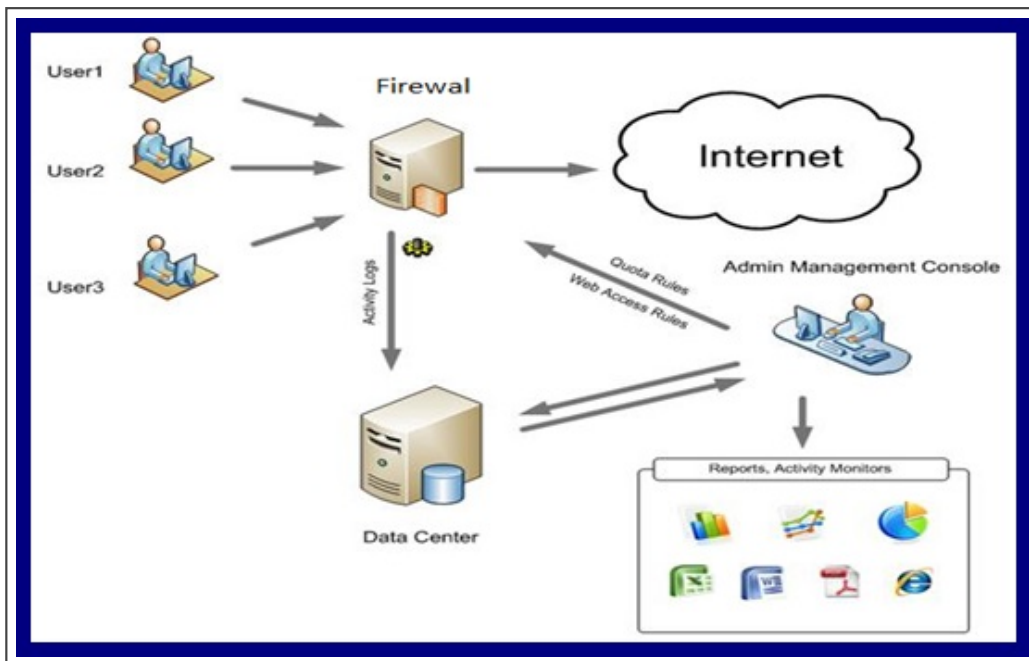 User1
Firewal
User2
Internet
User3
Activity Logs
Quota Rules
Web Access Rules
Admin Management Console
Data Center
Reports, Activity Monitors